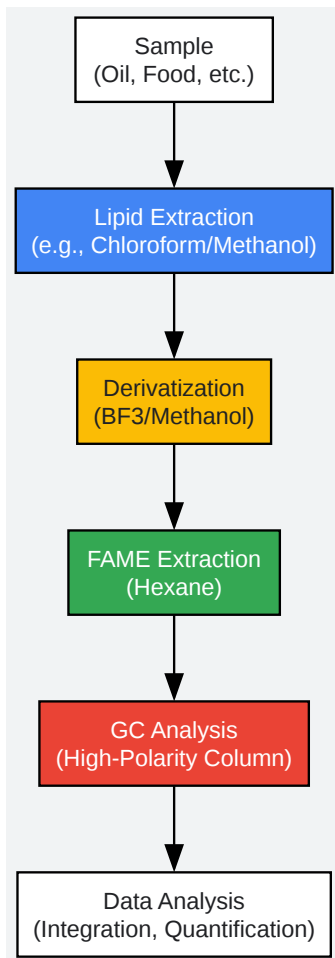 Sample
(Oil, Food, etc.)
Lipid Extraction
(e.g., Chloroform/Methanol)
Derivatization
(BF3/Methanol)
FAME Extraction
(Hexane)
GC Analysis
(High-Polarity Column)
Data Analysis
(Integration, Quantification)